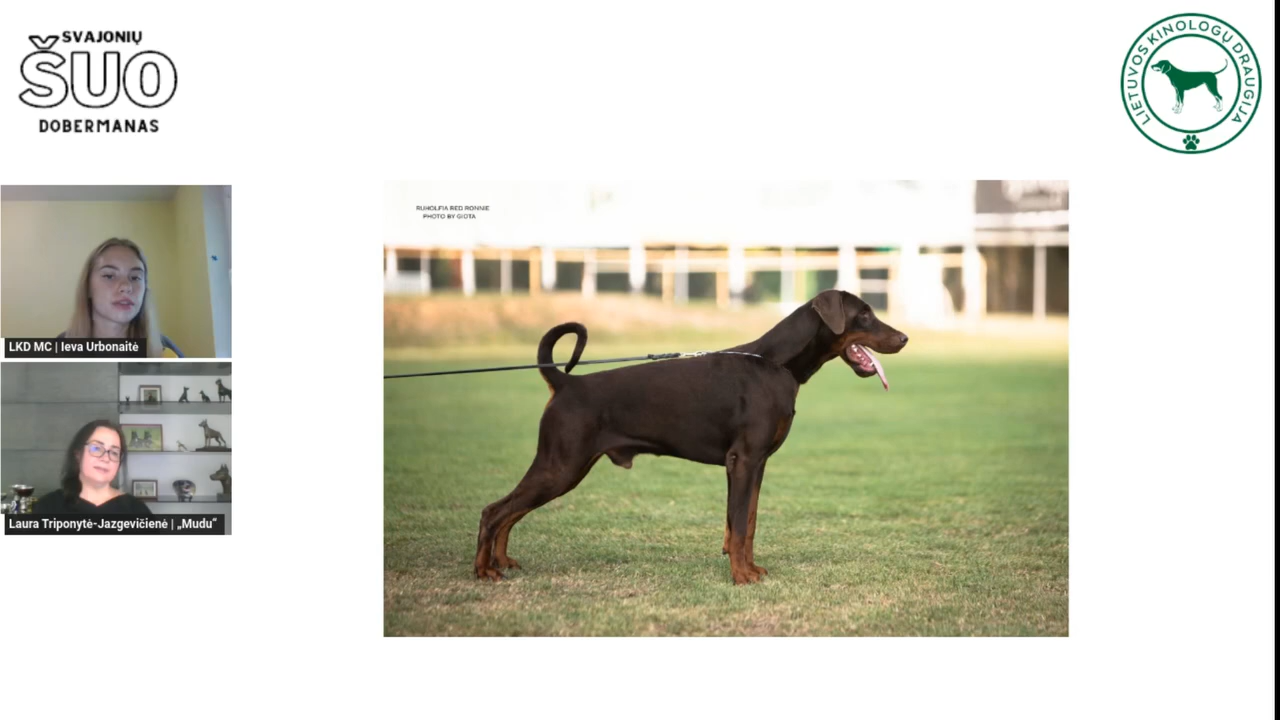 SVAJONIŲ
ŠUO
DOBERMANAS
LIETUVOS KINOLOGŲ DRAUGIJA
LKD MC | Ieva Urbonaitė
Laura Triponytė-Jazgevičienė | „Mudu“
RUHOLFIA RED RONNIE
PHOTO BY GIOTA